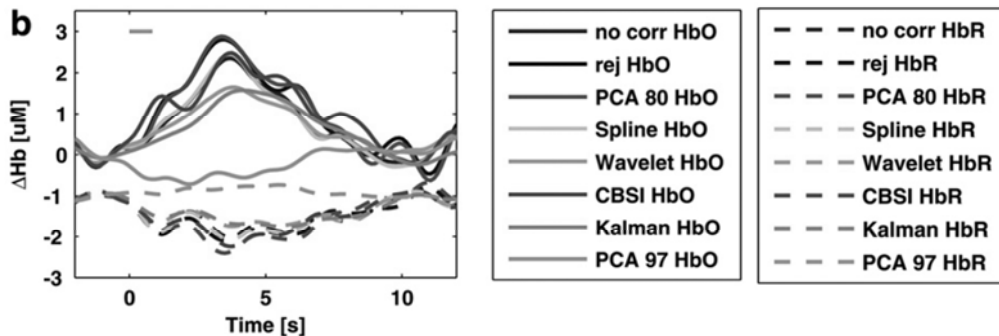 b
3
2
1
0
-1
-2
-3
ΔHb [uM]
0
5
10
Time [s]
no corr HbO
rej HbO
PCA 80 HbO
Spline HbO
Wavelet HbO
CBSI HbO
Kalman HbO
PCA 97 HbO
no corr HbR
rej HbR
PCA 80 HbR
Spline HbR
Wavelet HbR
CBSI HbR
Kalman HbR
PCA 97 HbR